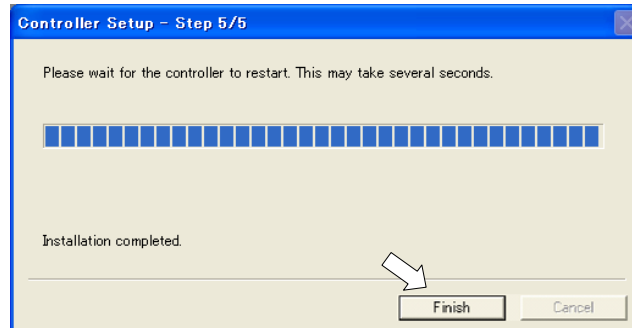 Controller Setup - Step 5/5
Please wait for the controller to restart. This may take several seconds.
Installation completed.
Finish
Cancel